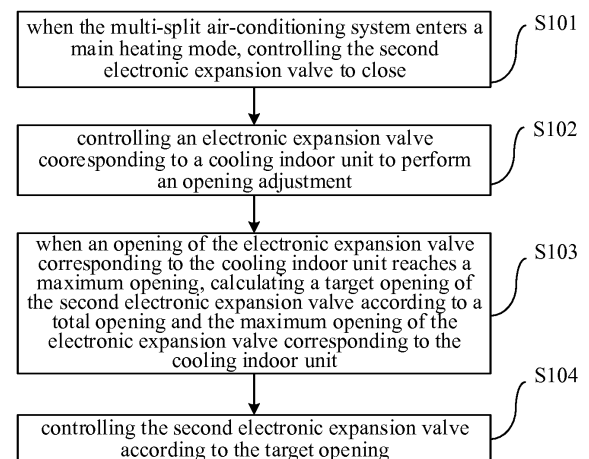 when the multi-split air-conditioning system enters a
main heating mode, controlling the second
electronic expansion valve to close
S101
controlling an electronic expansion valve
cooresponding to a cooling indoor unit to perform
an opening adjustment
S102
when an opening of the electronic expansion valve
corresponding to the cooling indoor unit reaches a
maximum opening, calculating a target opening of
the second electronic expansion valve according to a
total opening and the maximum opening of the
electronic expansion valve corresponding to the
cooling indoor unit
S103
controlling the second electronic expansion valve
according to the target opening
S104